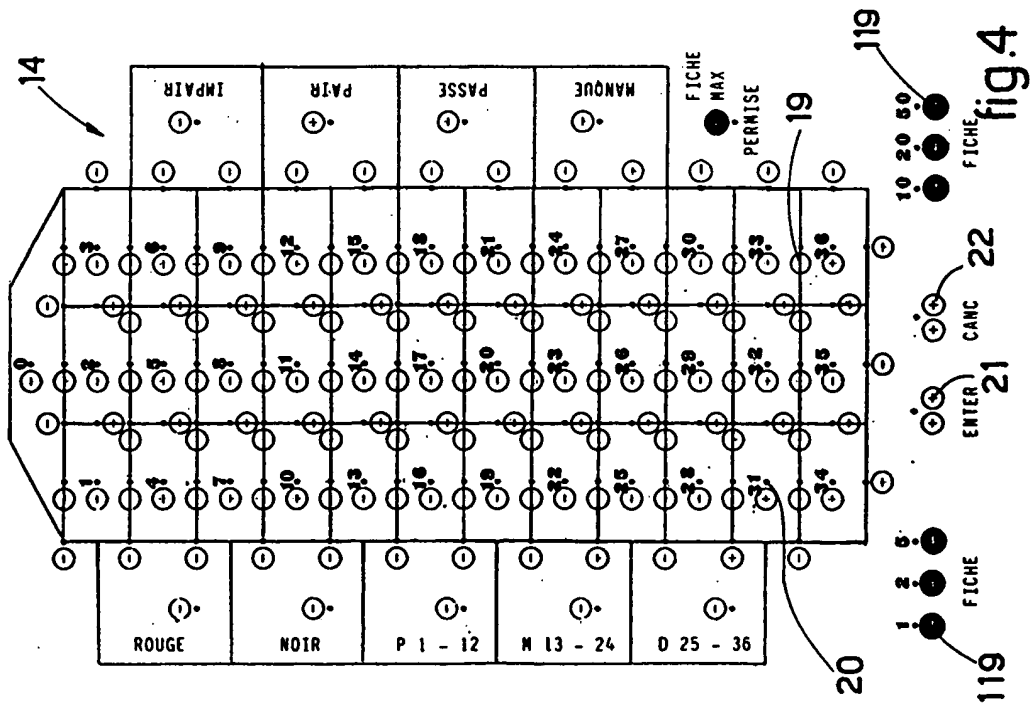 14
0
1 2 3
IMPAIR
ROUGE
4 5 6
7 8 9
PAIR
NOIR
10 11 12
13 14 15
PASSE
P 1 - 12
16 17 18
19 20 21
MANQUE
M 13 - 24
22 23 24
25 26 27
D 25 - 36
28 29 30
FICHE
MAX
PERMISE
31 32 33
34 35 36
19
20
1 2 5
FICHE
119
ENTER
21
CANC
22
10 20 50
FICHE
119
fig.4